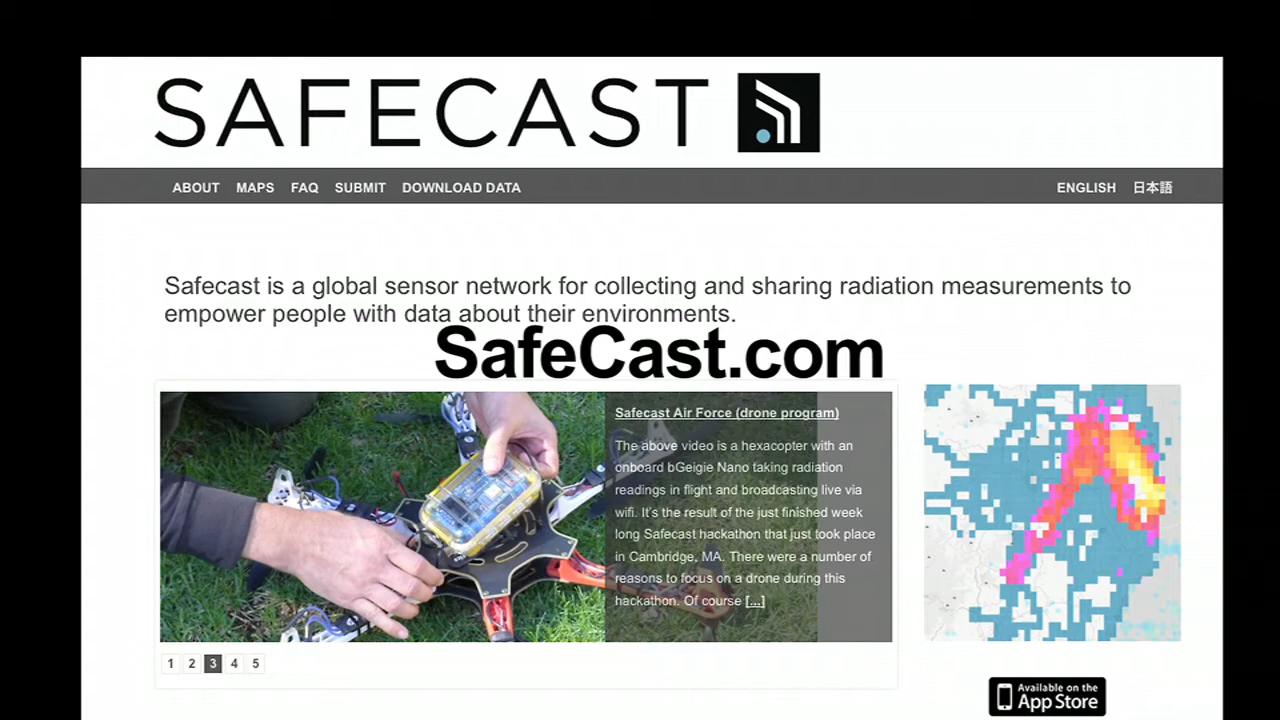 SAFECAST
ABOUT MAPS FAQ SUBMIT DOWNLOAD DATA ENGLISH 日本語
Safecast is a global sensor network for collecting and sharing radiation measurements to
empower people with data about their environments.
SafeCast.com
Safecast Air Force (drone program)
The above video is a hexacopter with an
onboard bGeigie Nano taking radiation
readings in flight and broadcasting live via
wifi. It's the result of the just finished week
long Safecast hackathon that just took place
in Cambridge, MA. There were a number of
reasons to focus on a drone during this
hackathon. Of course [...]
1 2 3 4 5
Available on the
App Store